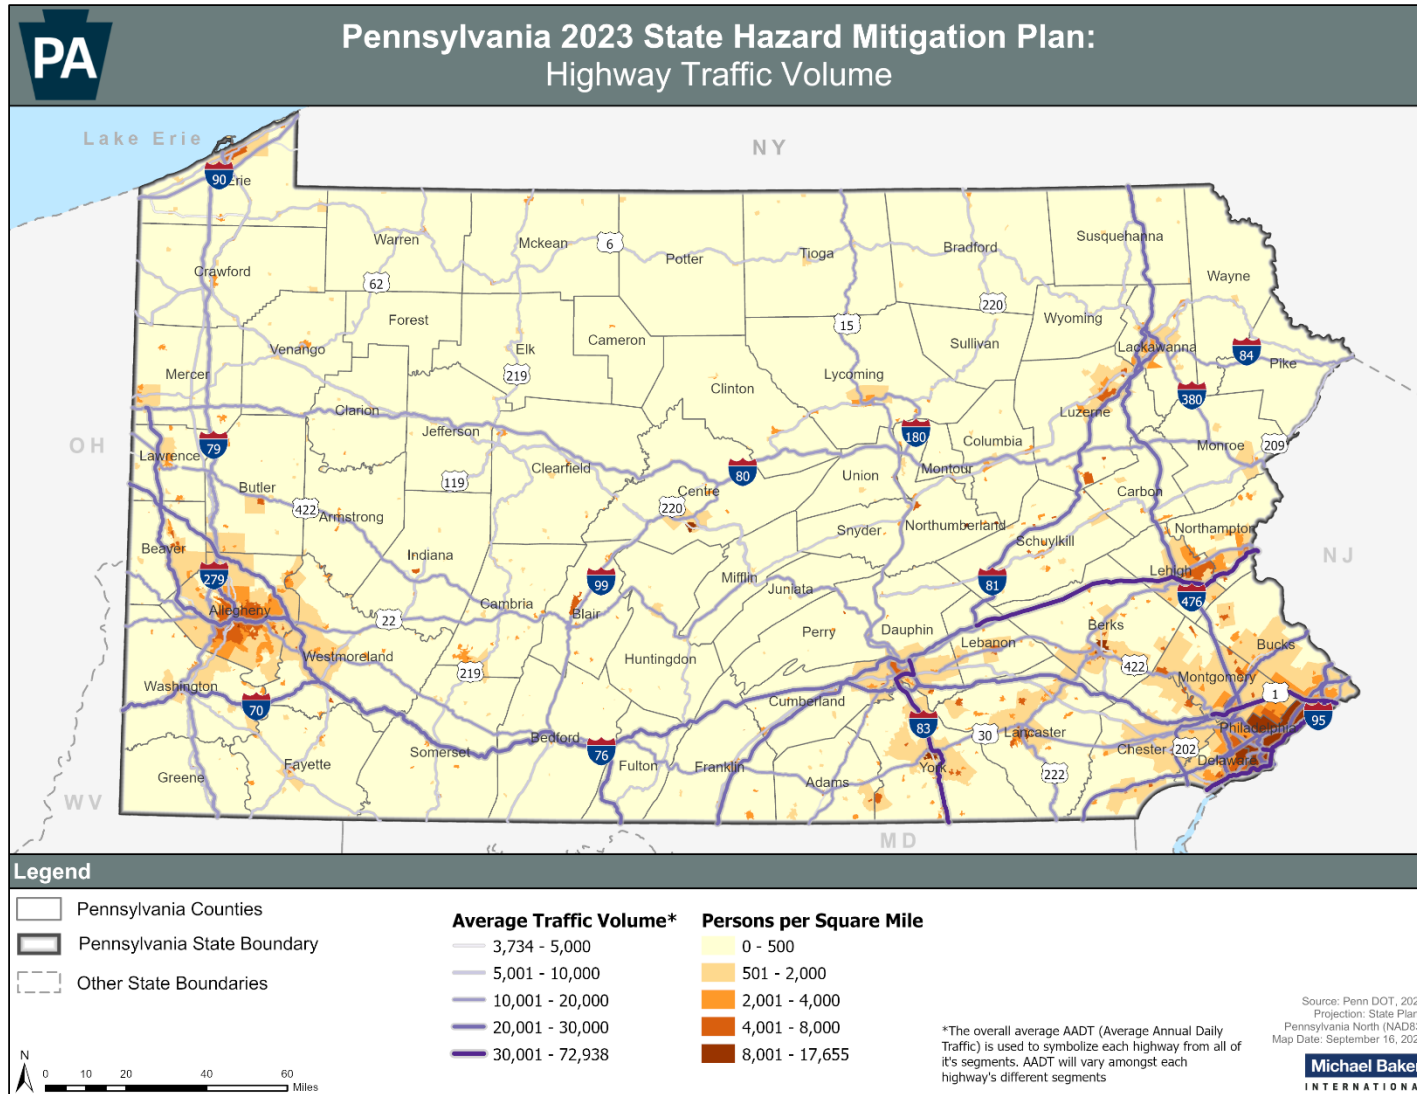 PA
Pennsylvania 2023 State Hazard Mitigation Plan:
Highway Traffic Volume
Lake Erie
NY
90
Erie
Warren
Mckean
6
Potter
Tioga
Bradford
Susquehanna
Crawford
62
Wayne
220
Forest
15
Wyoming
Venango
Elk
Cameron
Sullivan
Lackawanna
84
Pike
Mercer
219
Lycoming
Clinton
380
Clarion
Luzerne
Jefferson
180
OH
79
Columbia
Monroe
209
Lawrence
Clearfield
80
Union
Montour
Butler
119
Centre
Carbon
422
Armstrong
220
Snyder
Northumberland
Northampton
Beaver
Indiana
Schuylkill
NJ
279
99
Mifflin
Juniata
81
Lehigh
476
Allegheny
22
Cambria
Blair
Perry
Dauphin
Lebanon
Berks
Bucks
Westmoreland
219
Huntingdon
422
Washington
Montgomery
70
Cumberland
1
83
95
Bedford
30
Lancaster
Philadelphia
Somerset
76
Chester
202
Greene
Fayette
Fulton
Franklin
York
Delaware
Adams
222
WV
MD
Legend
Pennsylvania Counties
Pennsylvania State Boundary
Other State Boundaries
Average Traffic Volume*
3,734 - 5,000
5,001 - 10,000
10,001 - 20,000
20,001 - 30,000
30,001 - 72,938
Persons per Square Mile
0 - 500
501 - 2,000
2,001 - 4,000
4,001 - 8,000
8,001 - 17,655
*The overall average AADT (Average Annual Daily
Traffic) is used to symbolize each highway from all of
it's segments. AADT will vary amongst each
highway's different segments
Source: Penn DOT, 202
Projection: State Plan
Pennsylvania North (NAD83
Map Date: September 16, 202
Michael Baker
INTERNATIONA
N
0 10 20 40 60
Miles